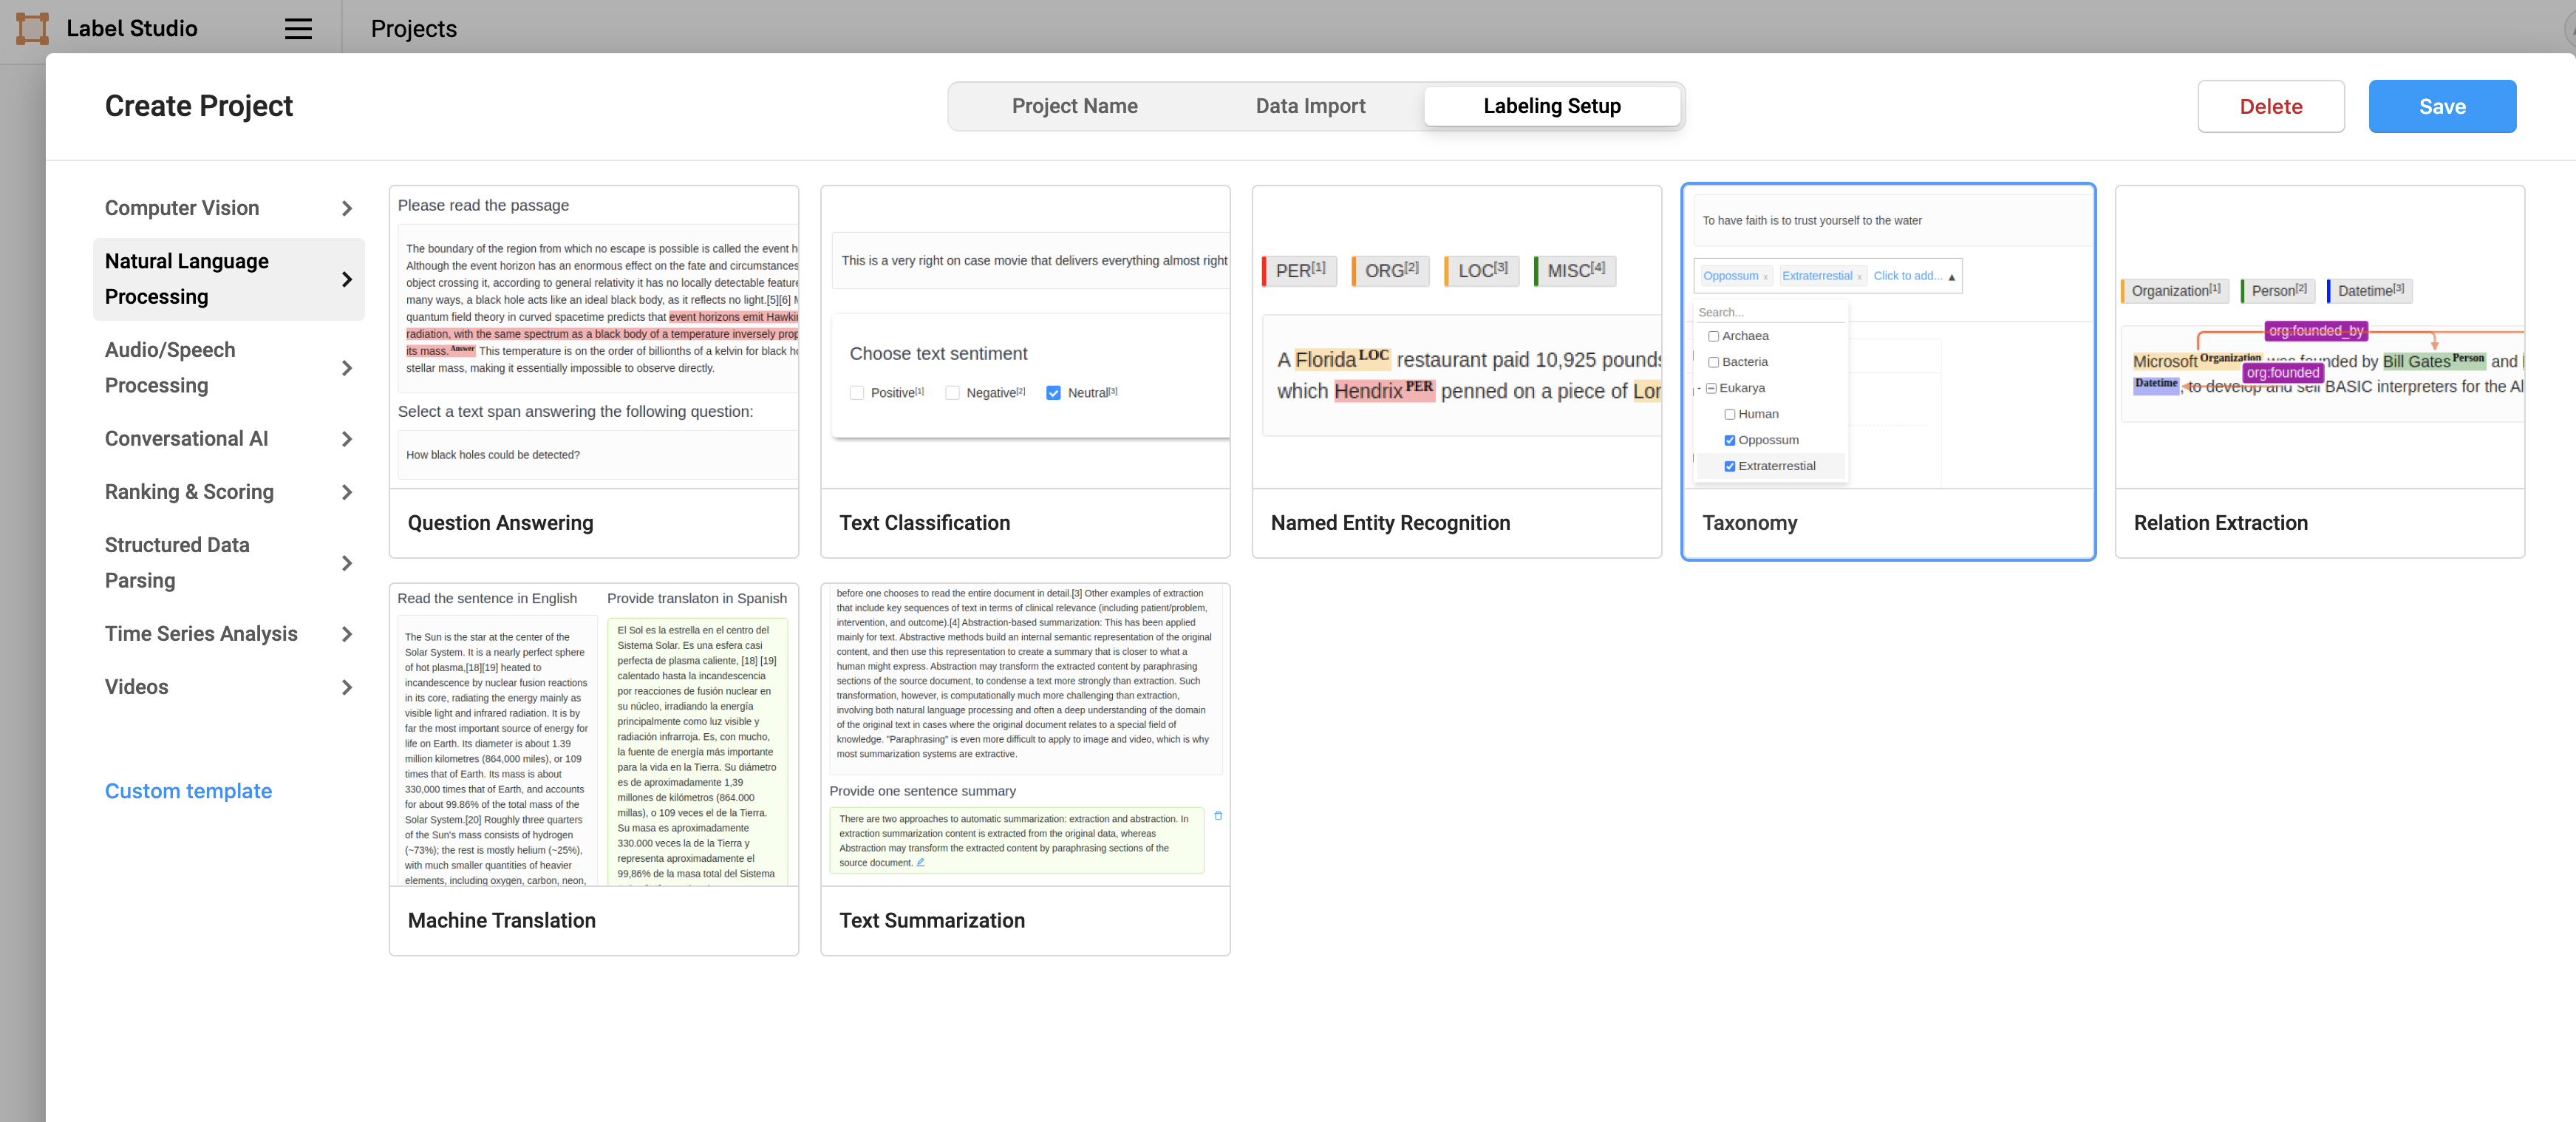 Label Studio
Projects
Create Project
Project Name
Data Import
Labeling Setup
Delete
Save
Computer Vision
Natural Language
Processing
Audio/Speech
Processing
Conversational AI
Ranking & Scoring
Structured Data
Parsing
Time Series Analysis
Videos
Custom template
Please read the passage
The boundary of the region from which no escape is possible is called the event h
Although the event horizon has an enormous effect on the fate and circumstances
object crossing it, according to general relativity it has no locally detectable feature
many ways, a black hole acts like an ideal black body, as it reflects no light.[5][6] M
quantum field theory in curved spacetime predicts that event horizons emit Hawki
radiation, with the same spectrum as a black body of a temperature inversely prop
its mass. Answer This temperature is on the order of billionths of a kelvin for black ho
stellar mass, making it essentially impossible to observe directly.
Select a text span answering the following question:
How black holes could be detected?
Question Answering
This is a very right on case movie that delivers everything almost right
Choose text sentiment
Positive[1] Negative[2] Neutral[3]
Text Classification
PER[1] ORG[2] LOC[3] MISC[4]
A Florida LOC restaurant paid 10,925 pounds
which Hendrix PER penned on a piece of Lor
Named Entity Recognition
To have faith is to trust yourself to the water
Oppossum x Extraterrestial x Click to add...
Search...
Archaea
Bacteria
Eukarya
Human
Oppossum
Extraterrestial
Taxonomy
Organization[1] Person[2] Datetime[3]
org:founded_by
Microsoft Organization was founded by Bill Gates Person and
org:founded
Datetime , to develop and sell BASIC interpreters for the Al
Relation Extraction
Read the sentence in English
The Sun is the star at the center of the
Solar System. It is a nearly perfect sphere
of hot plasma,[18][19] heated to
incandescence by nuclear fusion reactions
in its core, radiating the energy mainly as
visible light and infrared radiation. It is by
far the most important source of energy for
life on Earth. Its diameter is about 1.39
million kilometres (864,000 miles), or 109
times that of Earth. Its mass is about
330,000 times that of Earth, and accounts
for about 99.86% of the total mass of the
Solar System.[20] Roughly three quarters
of the Sun's mass consists of hydrogen
(~73%); the rest is mostly helium (~25%),
with much smaller quantities of heavier
elements, including oxygen, carbon, neon,
Provide translaton in Spanish
El Sol es la estrella en el centro del
Sistema Solar. Es una esfera casi
perfecta de plasma caliente, [18] [19]
calentado hasta la incandescencia
por reacciones de fusión nuclear en
su núcleo, irradiando la energía
principalmente como luz visible y
radiación infrarroja. Es, con mucho,
la fuente de energía más importante
para la vida en la Tierra. Su diámetro
es de aproximadamente 1,39
millones de kilómetros (864.000
millas), o 109 veces el de la Tierra.
Su masa es aproximadamente
330.000 veces la de la Tierra y
representa aproximadamente el
99,86% de la masa total del Sistema
Machine Translation
before one chooses to read the entire document in detail.[3] Other examples of extraction
that include key sequences of text in terms of clinical relevance (including patient/problem,
intervention, and outcome).[4] Abstraction-based summarization: This has been applied
mainly for text. Abstractive methods build an internal semantic representation of the original
content, and then use this representation to create a summary that is closer to what a
human might express. Abstraction may transform the extracted content by paraphrasing
sections of the source document, to condense a text more strongly than extraction. Such
transformation, however, is computationally much more challenging than extraction,
involving both natural language processing and often a deep understanding of the domain
of the original text in cases where the original document relates to a special field of
knowledge. "Paraphrasing" is even more difficult to apply to image and video, which is why
most summarization systems are extractive.
Provide one sentence summary
There are two approaches to automatic summarization: extraction and abstraction. In
extraction summarization content is extracted from the original data, whereas
Abstraction may transform the extracted content by paraphrasing sections of the
source document.
Text Summarization